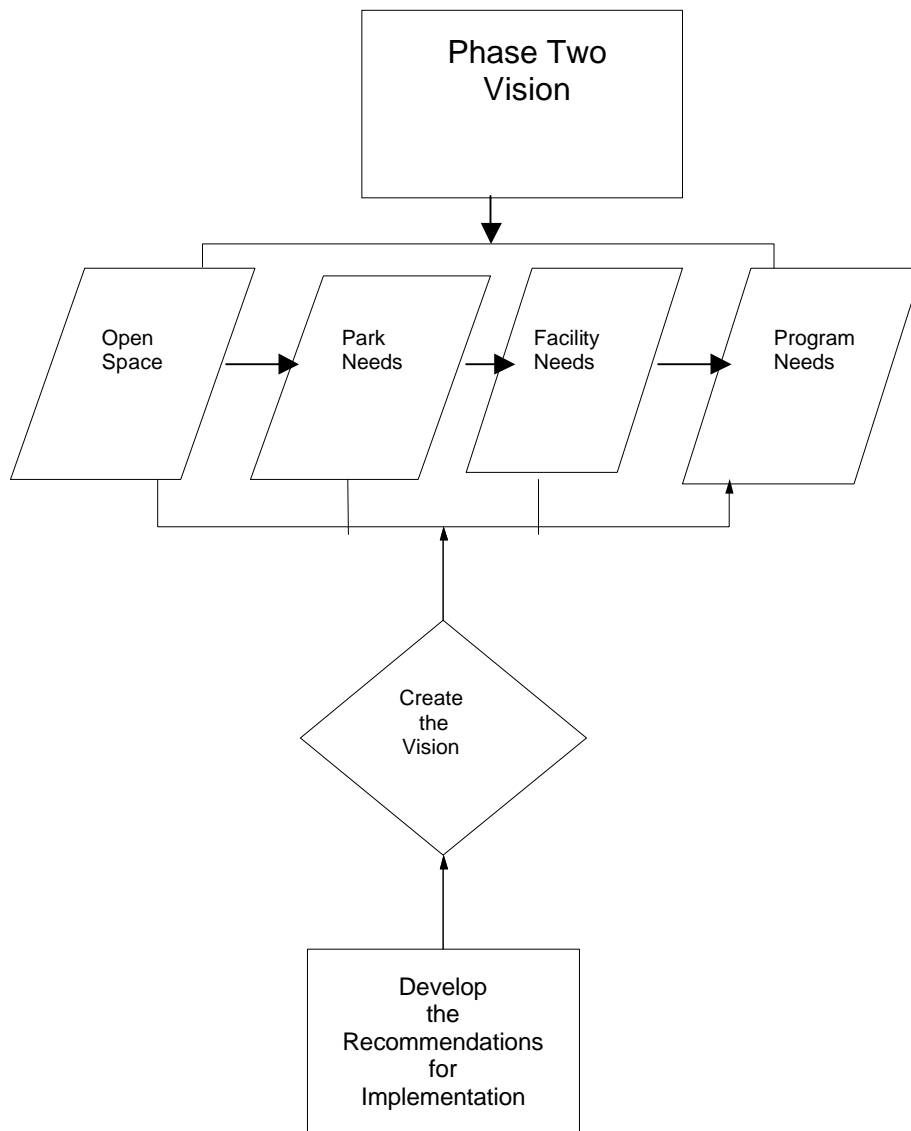 Phase Two
Vision
Open
Space
Park
Needs
Facility
Needs
Program
Needs
Create
the
Vision
Develop
the
Recommendations
for
Implementation